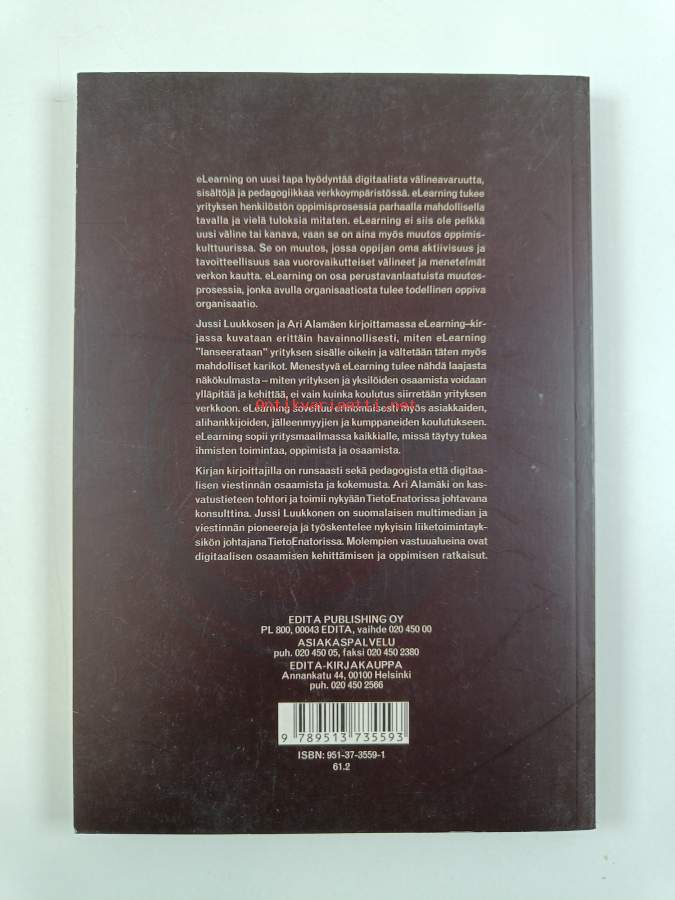 eLearning on uusi tapa hyödyntää digitaalista välineavaruutta,
sisältöjä ja pedagogiikkaa verkkoympäristössä. eLearning tukee
yrityksen henkilöstön oppimisprosessia parhaalla mahdollisella
tavalla ja vielä tuloksia mitaten. eLearning ei siis ole pelkkä
uusi väline tai kanava, vaan se on aina myös muutos oppimis-
kulttuurissa. Se on muutos, jossa oppijan oma aktiivisuus ja
tavoitteellisuus saa vuorovaikutteiset välineet ja menetelmät
verkon kautta. eLearning on osa perustavanlaatuista muutos-
prosessia, jonka avulla organisaatiosta tulee todellinen oppiva
organisaatio.
Jussi Luukkosen ja Ari Alamäen kirjoittamassa eLearning–kir-
jassa kuvataan erittäin havainnollisesti, miten eLearning
"lanseerataan" yrityksen sisälle oikein ja vältetään täten myös
mahdolliset karikot. Menestyvä eLearning tulee nähdä laajasta
näkökulmasta – miten yrityksen ja yksilöiden osaamista voidaan
ylläpitää ja kehittää, ei vain kuinka koulutus siirretään yrityksen
verkkoon. eLearning soveltuu erinomaisesti myös asiakkaiden,
Antikvariaatti.net
alihankkijoiden, jälleenmyyjien ja kumppaneiden koulutukseen.
eLearning sopii yritysmaailmassa kaikkialle, missä täytyy tukea
ihmisten toimintaa, oppimista ja osaamista.
Kirjan kirjoittajilla on runsaasti sekä pedagogista että digitaa-
lisen viestinnän osaamista ja kokemusta. Ari Alamäki on kas-
vatustieteen tohtori ja toimii nykyään TietoEnatorissa johtavana
konsulttina. Jussi Luukkonen on suomalaisen multimedian ja
viestinnän pioneereja ja työskentelee nykyisin liiketoimintayk-
sikön johtajana TietoEnatorissa. Molempien vastuualueina ovat
digitaalisen osaamisen kehittämisen ja oppimisen ratkaisut.
EDITA PUBLISHING OY
PL 800, 00043 EDITA, vaihde 020 450 00
ASIAKASPALVELU
puh. 020 450 05, faksi 020 450 2380
EDITA-KIRJAKAUPPA
Annankatu 44, 00100 Helsinki
puh. 020 450 2566
9 789513 735593
ISBN: 951-37-3559-1
61.2